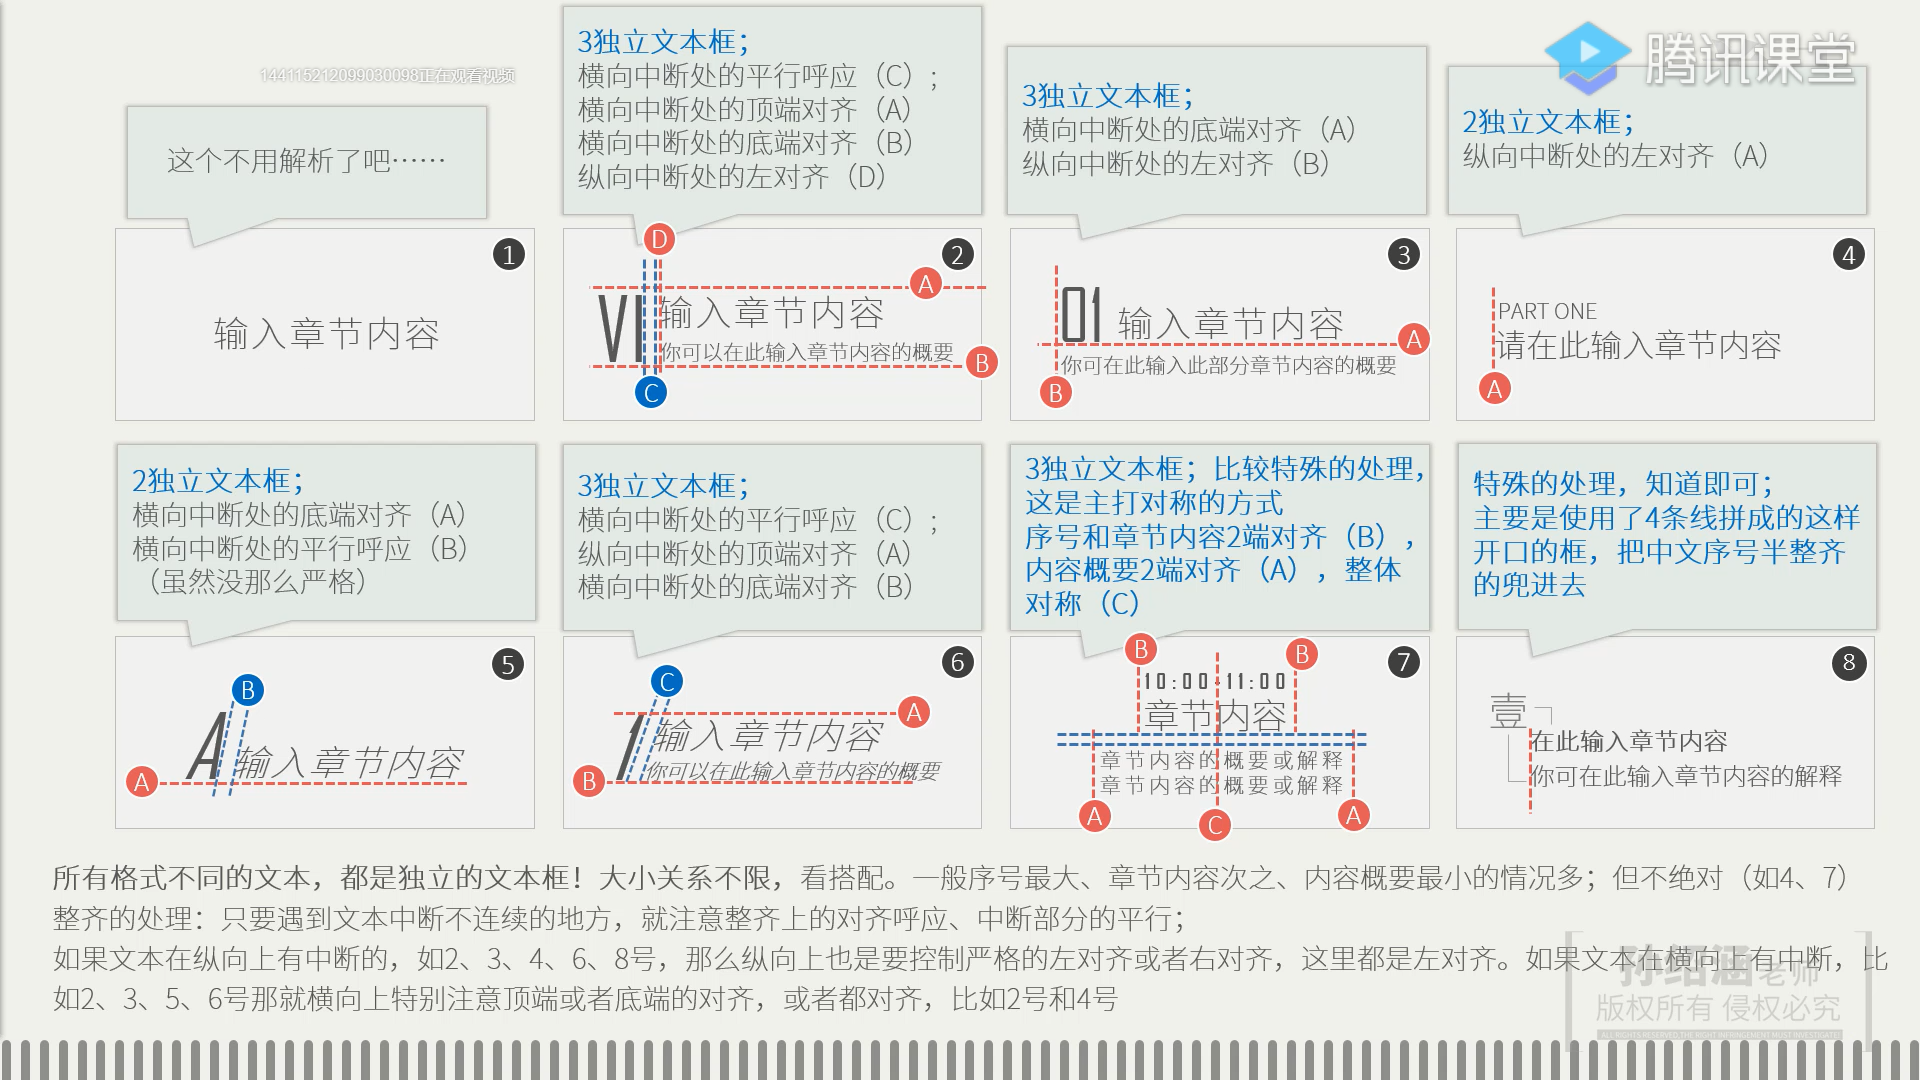 144115212099030098正在观看视频
腾讯课堂
这个不用解析了吧……
3独立文本框；
横向中断处的平行呼应（C）；
横向中断处的顶端对齐（A）
横向中断处的底端对齐（B）
纵向中断处的左对齐（D）
3独立文本框；
横向中断处的底端对齐（A）
纵向中断处的左对齐（B）
2独立文本框；
纵向中断处的左对齐（A）
1
输入章节内容
2
D
A
VI
输入章节内容
你可以在此输入章节内容的概要
B
C
3
01 输入章节内容
A
你可在此输入此部分章节内容的概要
B
4
PART ONE
请在此输入章节内容
A
2独立文本框；
横向中断处的底端对齐（A）
横向中断处的平行呼应（B）
（虽然没那么严格）
3独立文本框；
横向中断处的平行呼应（C）；
纵向中断处的顶端对齐（A）
横向中断处的底端对齐（B）
3独立文本框；比较特殊的处理，
这是主打对称的方式
序号和章节内容2端对齐（B），
内容概要2端对齐（A），整体
对称（C）
特殊的处理，知道即可；
主要是使用了4条线拼成的这样
开口的框，把中文序号半整齐
的兜进去
5
B
A 输入章节内容
A
6
C
A
1
输入章节内容
你可以在此输入章节内容的概要
B
7
B
B
10:00-11:00
章节内容
章节内容的概要或解释
章节内容的概要或解释
A
C
A
8
壹
在此输入章节内容
你可在此输入章节内容的解释
所有格式不同的文本，都是独立的文本框！大小关系不限，看搭配。一般序号最大、章节内容次之、内容概要最小的情况多；但不绝对（如4、7）
整齐的处理：只要遇到文本中断不连续的地方，就注意整齐上的对齐呼应、中断部分的平行；
如果文本在纵向上有中断的，如2、3、4、6、8号，那么纵向上也是要控制严格的左对齐或者右对齐，这里都是左对齐。如果文本在横向上有中断，比
如2、3、5、6号那就横向上特别注意顶端或者底端的对齐，或者都对齐，比如2号和4号
孙绍涵老师
版权所有 侵权必究